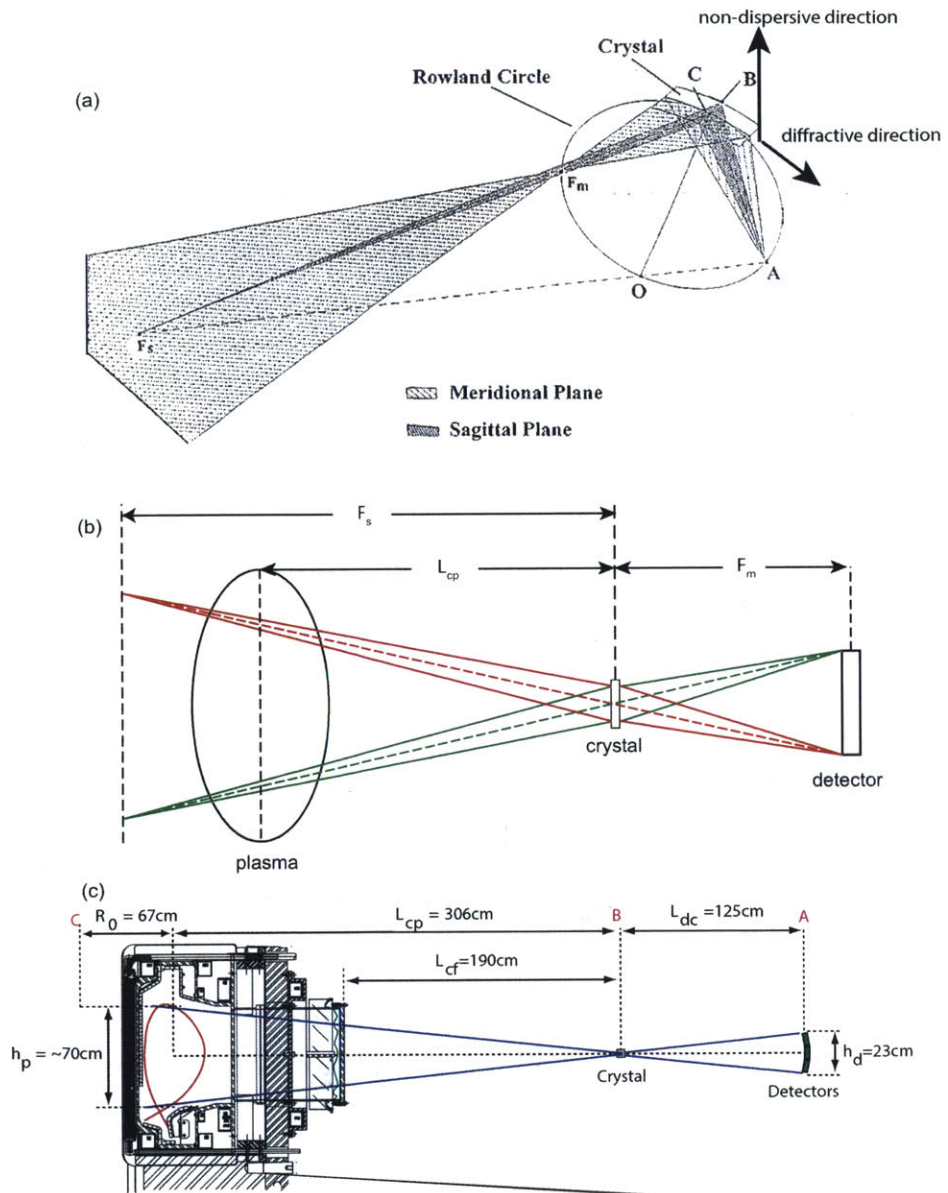 non-dispersive direction
Crystal
C
B
(a)
Rowland Circle
diffractive direction
Fm
A
O
Fs
Meridional Plane
Sagittal Plane
(b)
Fs
Lcp
Fm
crystal
detector
plasma
(c)
C
R0 = 67cm
Lcp = 306cm
B
Ldc =125cm
A
Lcf=190cm
hp = ~70cm
hd=23cm
Crystal
Detectors